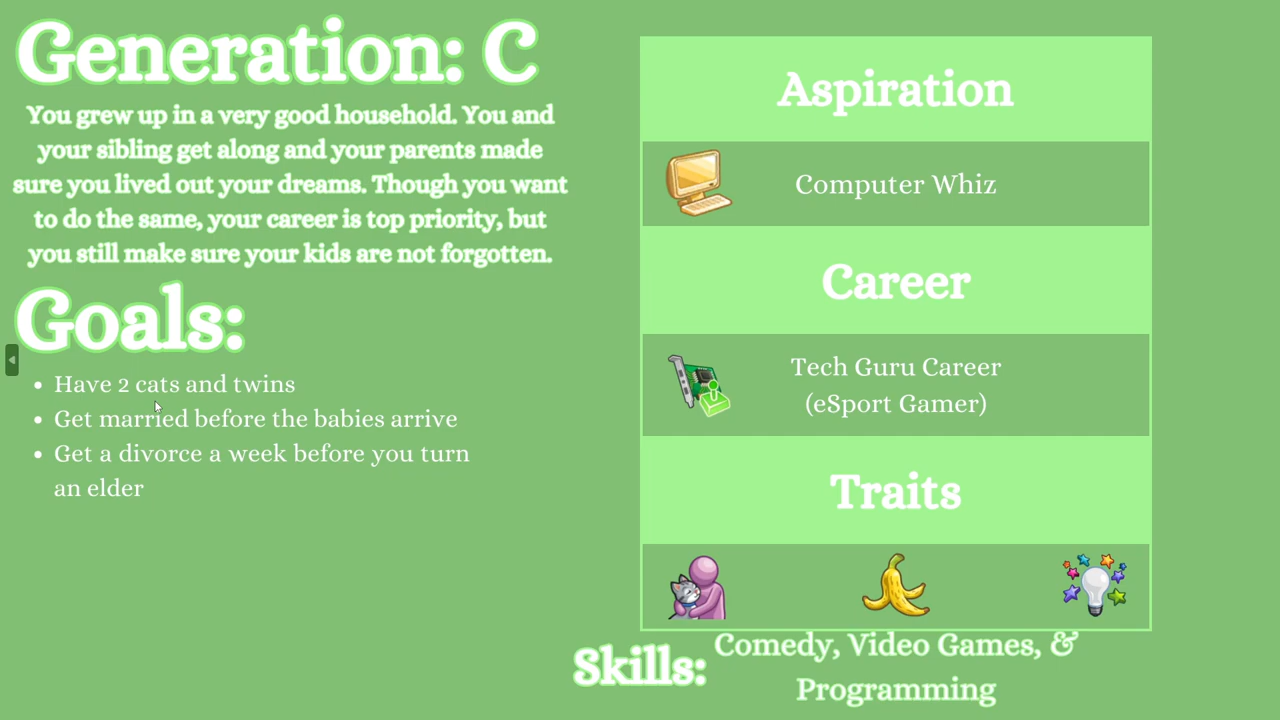 Generation: C
You grew up in a very good household. You and
your sibling get along and your parents made
sure you lived out your dreams. Though you want
to do the same, your career is top priority, but
you still make sure your kids are not forgotten.
Goals:
• Have 2 cats and twins
• Get married before the babies arrive
• Get a divorce a week before you turn
an elder
Aspiration
Computer Whiz
Career
Tech Guru Career
(eSport Gamer)
Traits
Skills:
Comedy, Video Games, &
Programming